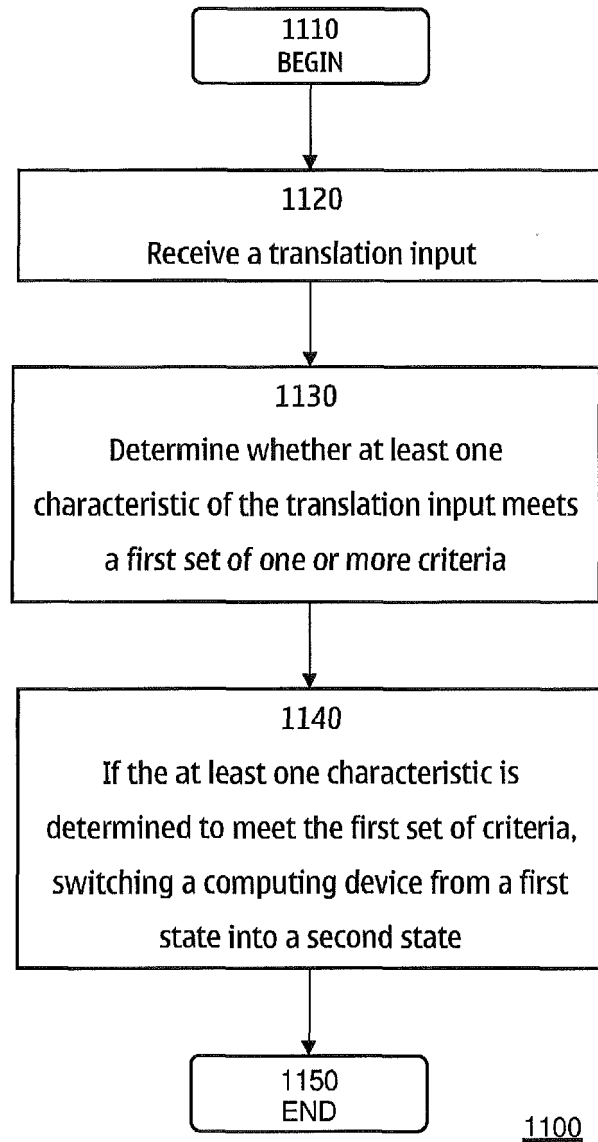 1110
BEGIN
1120
Receive a translation input
1130
Determine whether at least one
characteristic of the translation input meets
a first set of one or more criteria
1140
If the at least one characteristic is
determined to meet the first set of criteria,
switching a computing device from a first
state into a second state
1150
END
1100